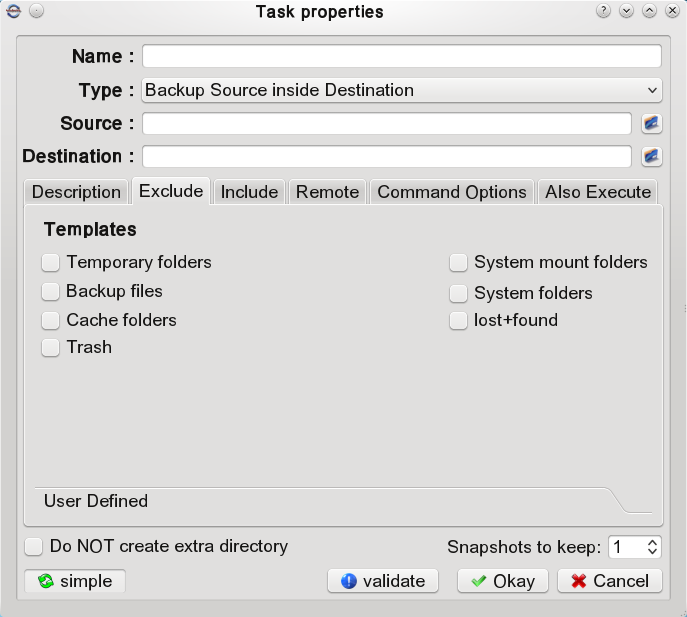 Task properties
Name :
Type : Backup Source inside Destination
Source :
Destination :
Description Exclude Include Remote Command Options Also Execute
Templates
Temporary folders System mount folders
Backup files System folders
Cache folders lost+found
Trash
User Defined
Do NOT create extra directory Snapshots to keep: 1
simple validate Okay Cancel